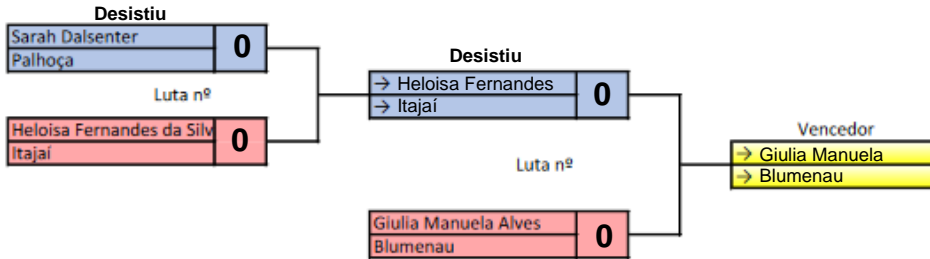 Desistiu
Sarah Dalsenter
0
Palhoça
Luta nº
Heloisa Fernandes da Silv
0
Itajaí
Desistiu
→ Heloisa Fernandes
0
→ Itajaí
Luta nº
Giulia Manuela Alves
0
Blumenau
Vencedor
→ Giulia Manuela
→ Blumenau